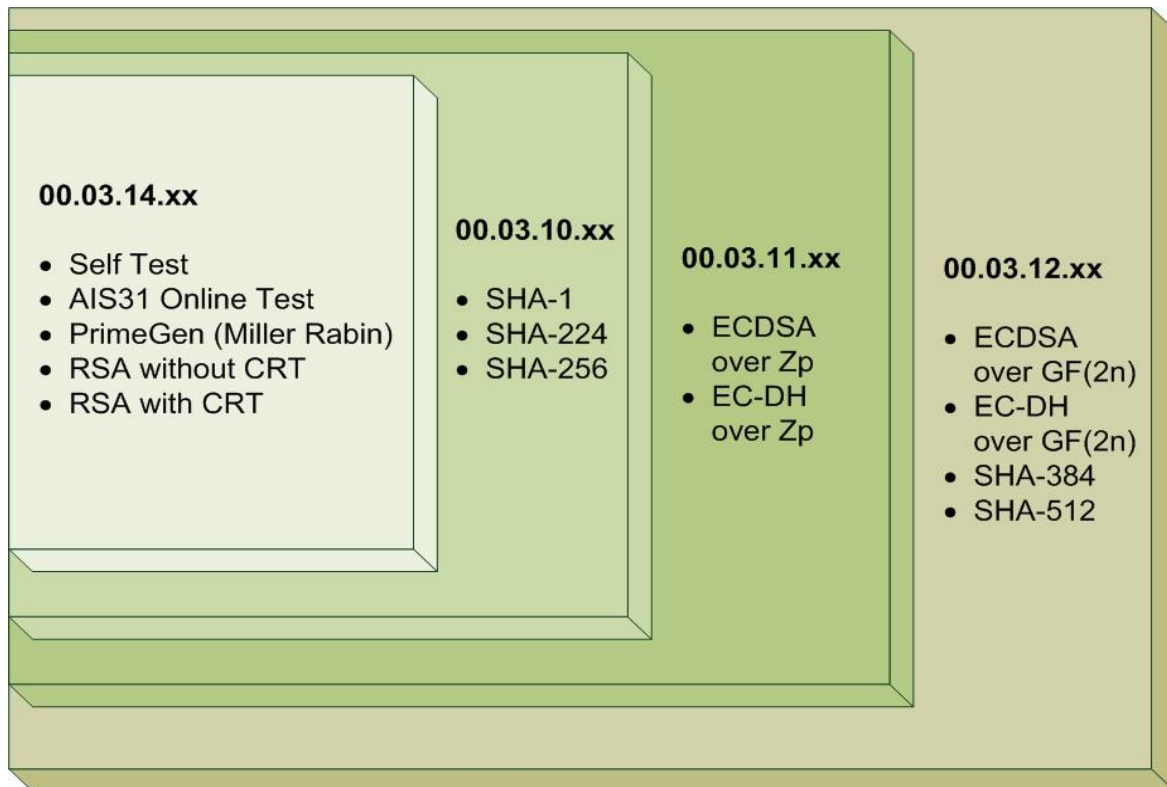 00.03.14.xx
• Self Test
• AIS31 Online Test
• PrimeGen (Miller Rabin)
• RSA without CRT
• RSA with CRT
00.03.10.xx
• SHA-1
• SHA-224
• SHA-256
00.03.11.xx
• ECDSA
over Zp
• EC-DH
over Zp
00.03.12.xx
• ECDSA
over GF(2n)
• EC-DH
over GF(2n)
• SHA-384
• SHA-512